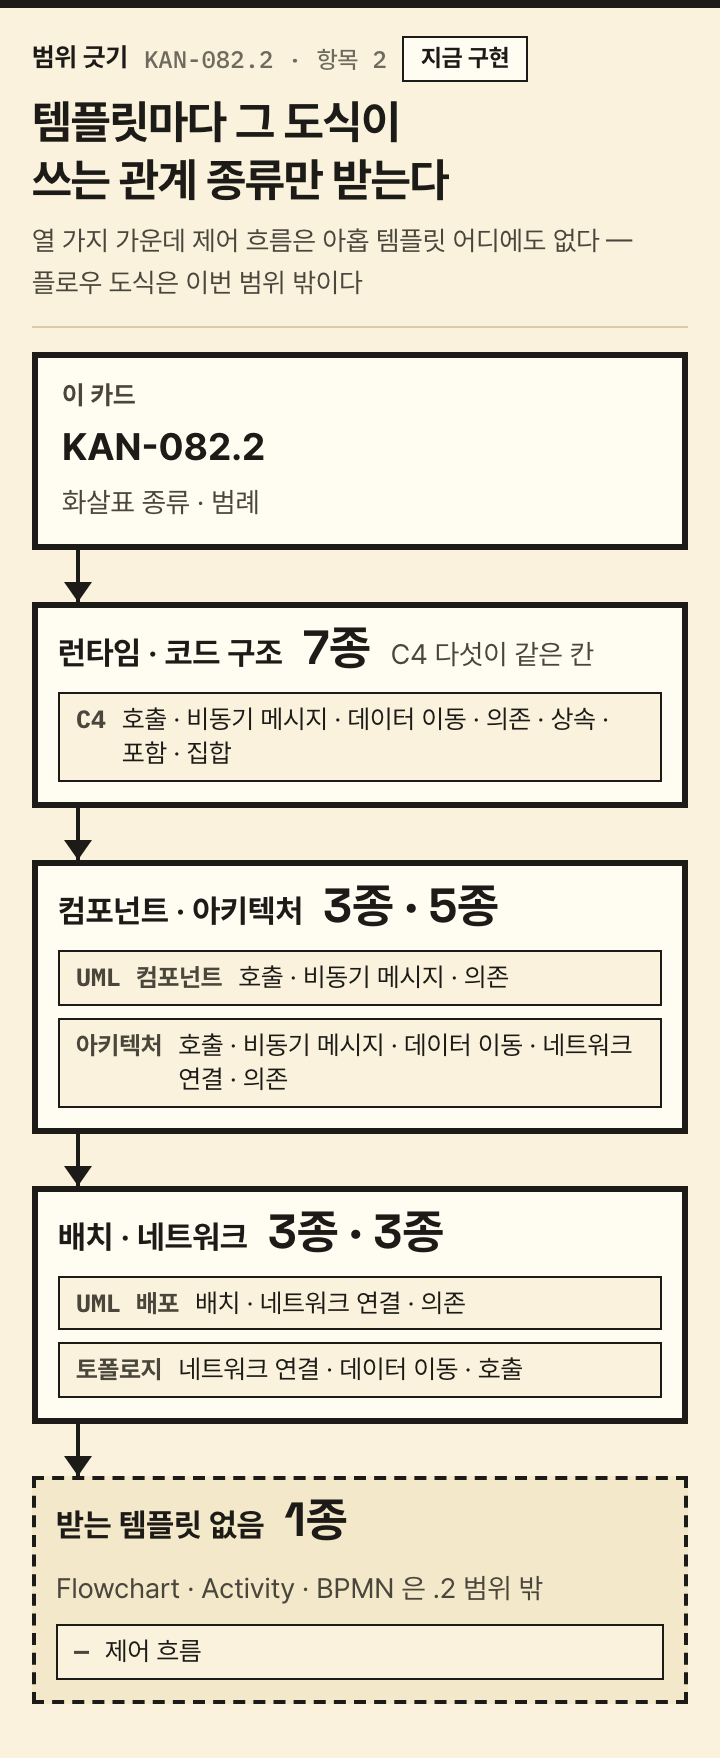 범위 긋기 KAN-082.2 · 항목 2 지금 구현
템플릿마다 그 도식이
쓰는 관계 종류만 받는다
열 가지 가운데 제어 흐름은 아홉 템플릿 어디에도 없다 —
플로우 도식은 이번 범위 밖이다
이 카드
KAN-082.2
화살표 종류 · 범례
런타임 · 코드 구조 7종 C4 다섯이 같은 칸
C4 호출 · 비동기 메시지 · 데이터 이동 · 의존 · 상속 ·
포함 · 집합
컴포넌트 · 아키텍처 3종 · 5종
UML 컴포넌트 호출 · 비동기 메시지 · 의존
아키텍처 호출 · 비동기 메시지 · 데이터 이동 · 네트워크
연결 · 의존
배치 · 네트워크 3종 · 3종
UML 배포 배치 · 네트워크 연결 · 의존
토폴로지 네트워크 연결 · 데이터 이동 · 호출
받는 템플릿 없음 1종
Flowchart · Activity · BPMN 은 .2 범위 밖
— 제어 흐름